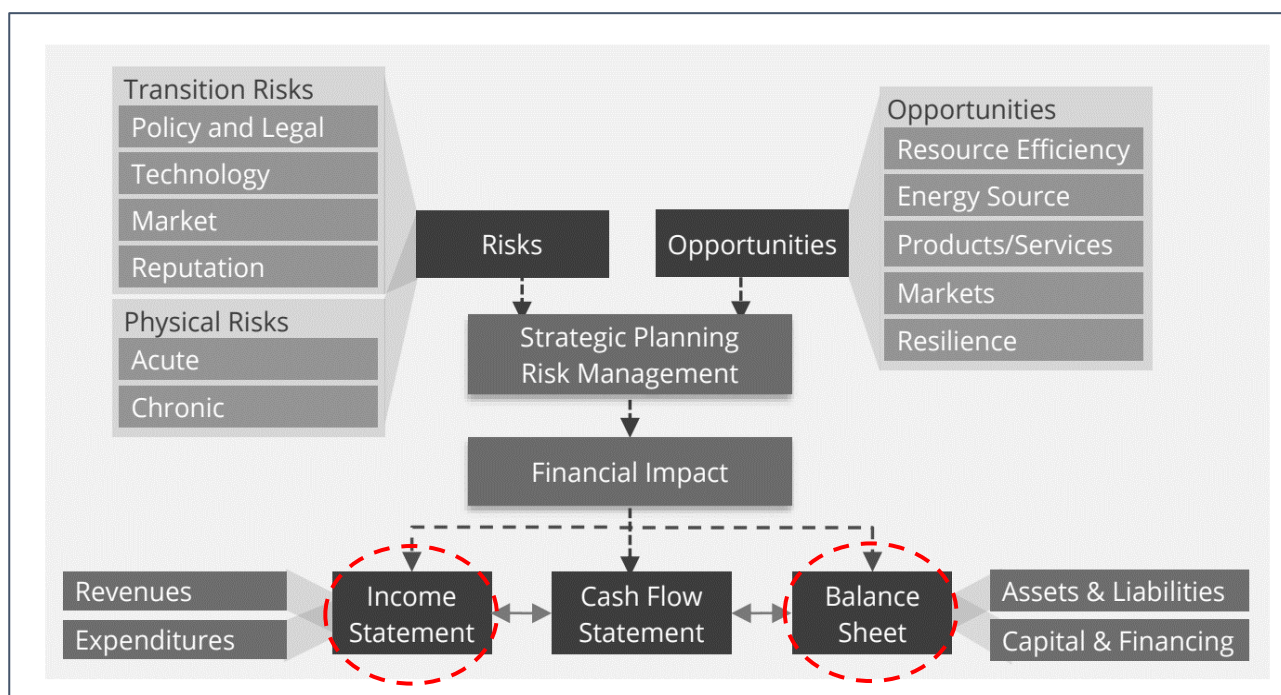 Transition Risks
Policy and Legal
Technology
Market
Reputation
Physical Risks
Acute
Chronic
Risks
Opportunities
Opportunities
Resource Efficiency
Energy Source
Products/Services
Markets
Resilience
Strategic Planning
Risk Management
Financial Impact
Revenues
Expenditures
Income
Statement
Cash Flow
Statement
Balance
Sheet
Assets & Liabilities
Capital & Financing